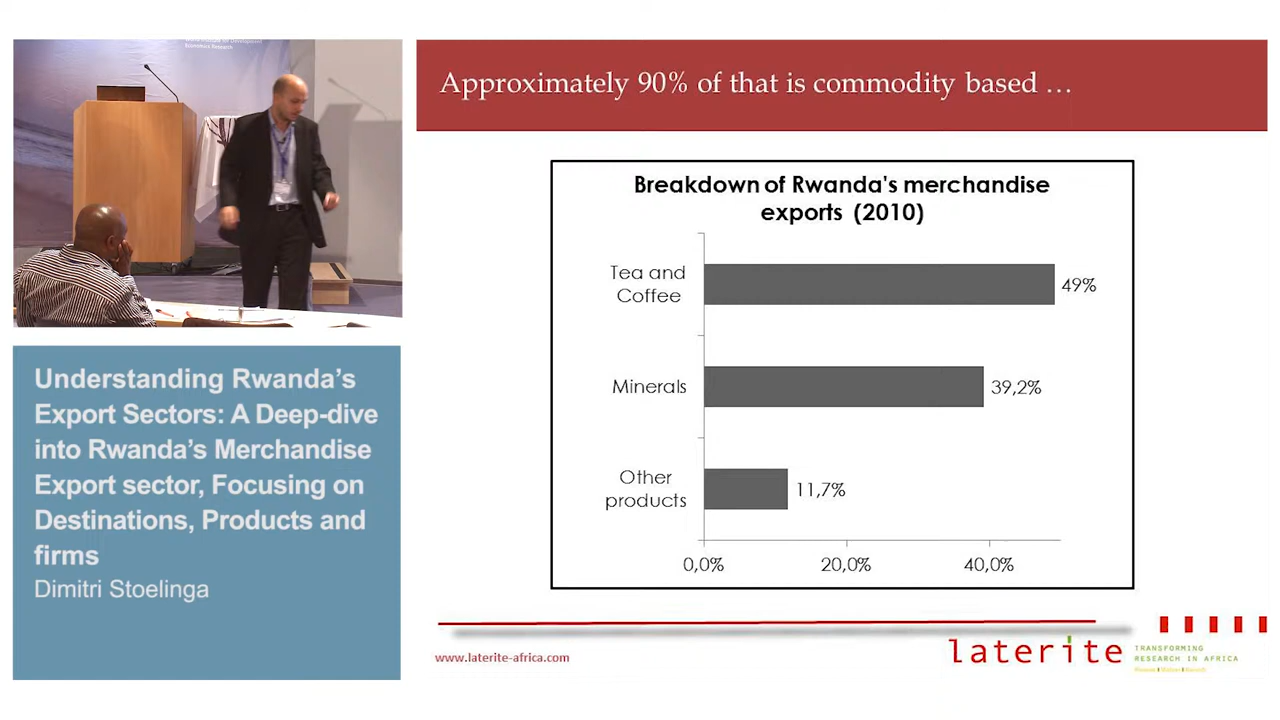 Economics Research
Approximately 90% of that is commodity based …
Breakdown of Rwanda's merchandise
exports (2010)
Tea and
Coffee
49%
Minerals
39,2%
Other
products
11,7%
0,0%
20,0%
40,0%
Understanding Rwanda's
Export Sectors: A Deep-dive
into Rwanda's Merchandise
Export sector, Focusing on
Destinations, Products and
firms
Dimitri Stoelinga
www.laterite-africa.com
laterite
TRANSFORMING
RESEARCH IN AFRICA